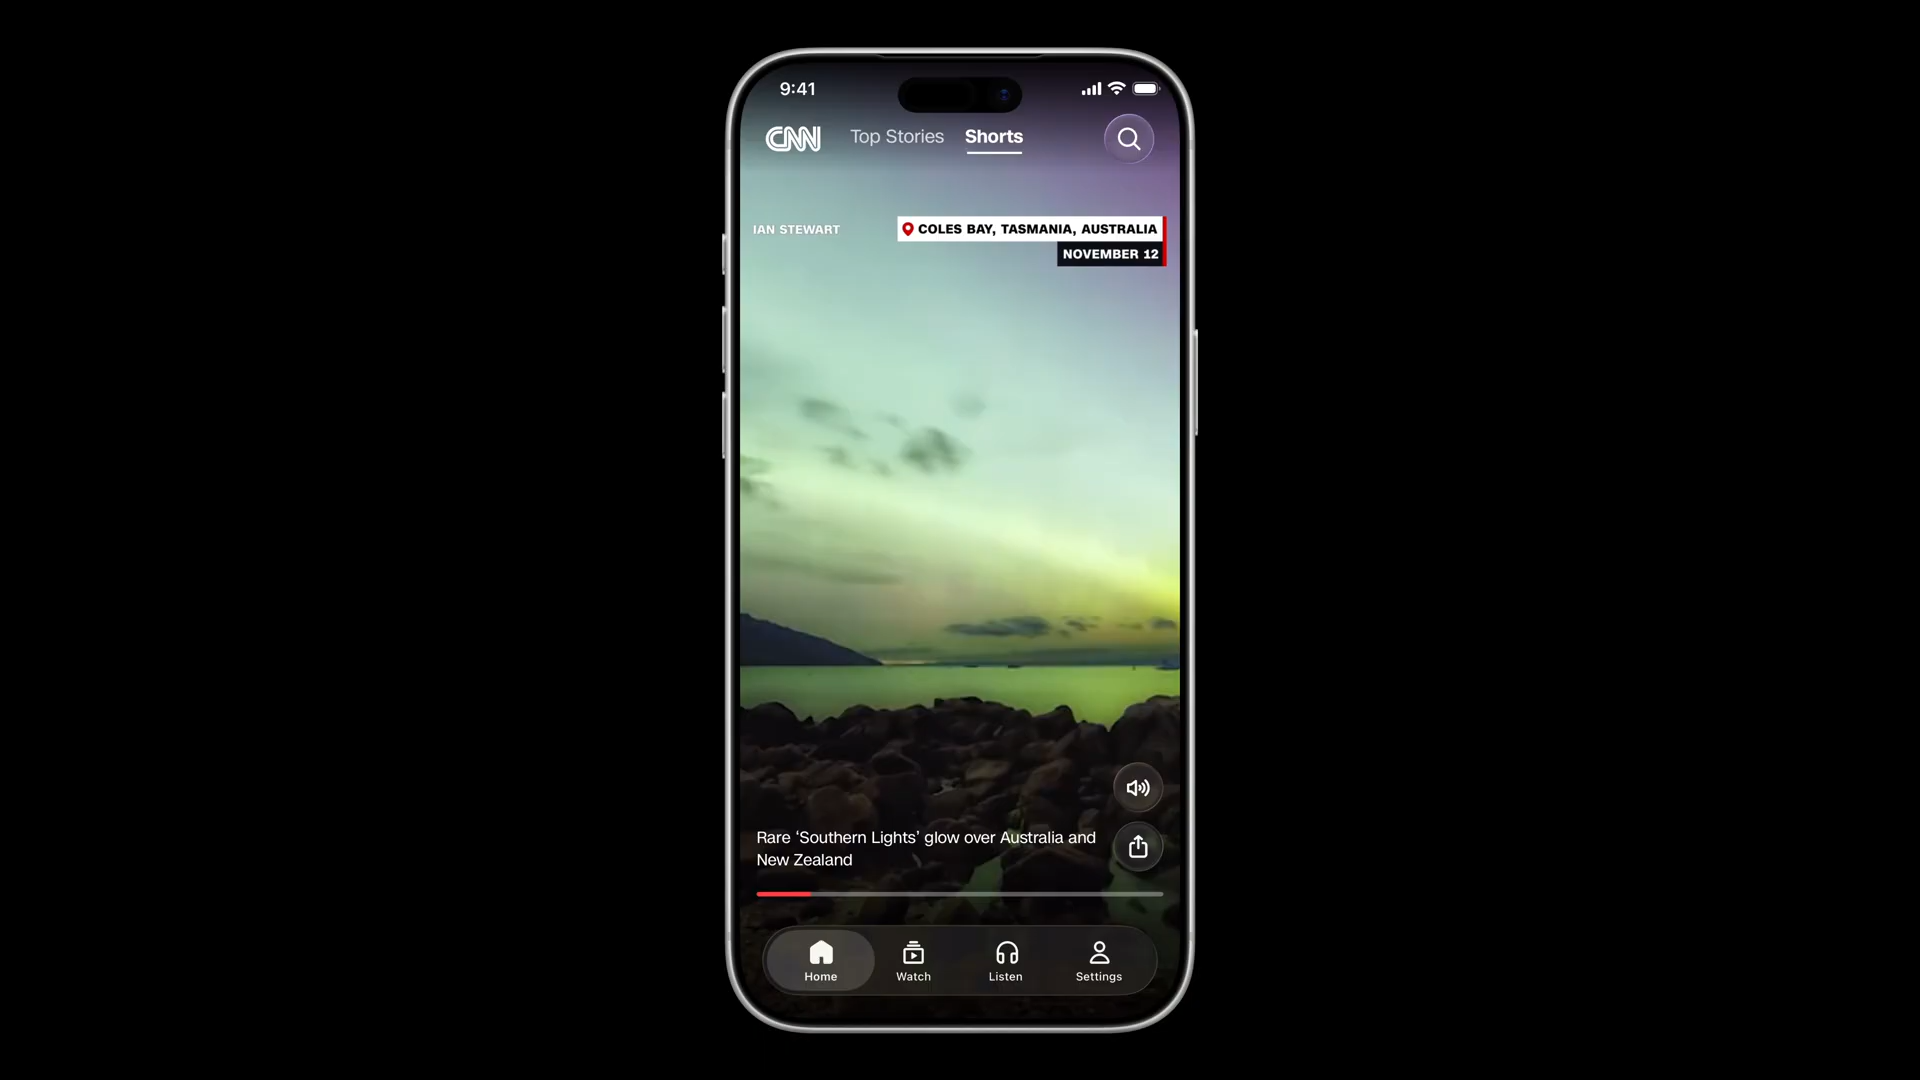 9:41
CNN Top Stories Shorts
IAN STEWART
COLES BAY, TASMANIA, AUSTRALIA
NOVEMBER 12
Rare ‘Southern Lights’ glow over Australia and
New Zealand
Home Watch Listen Settings